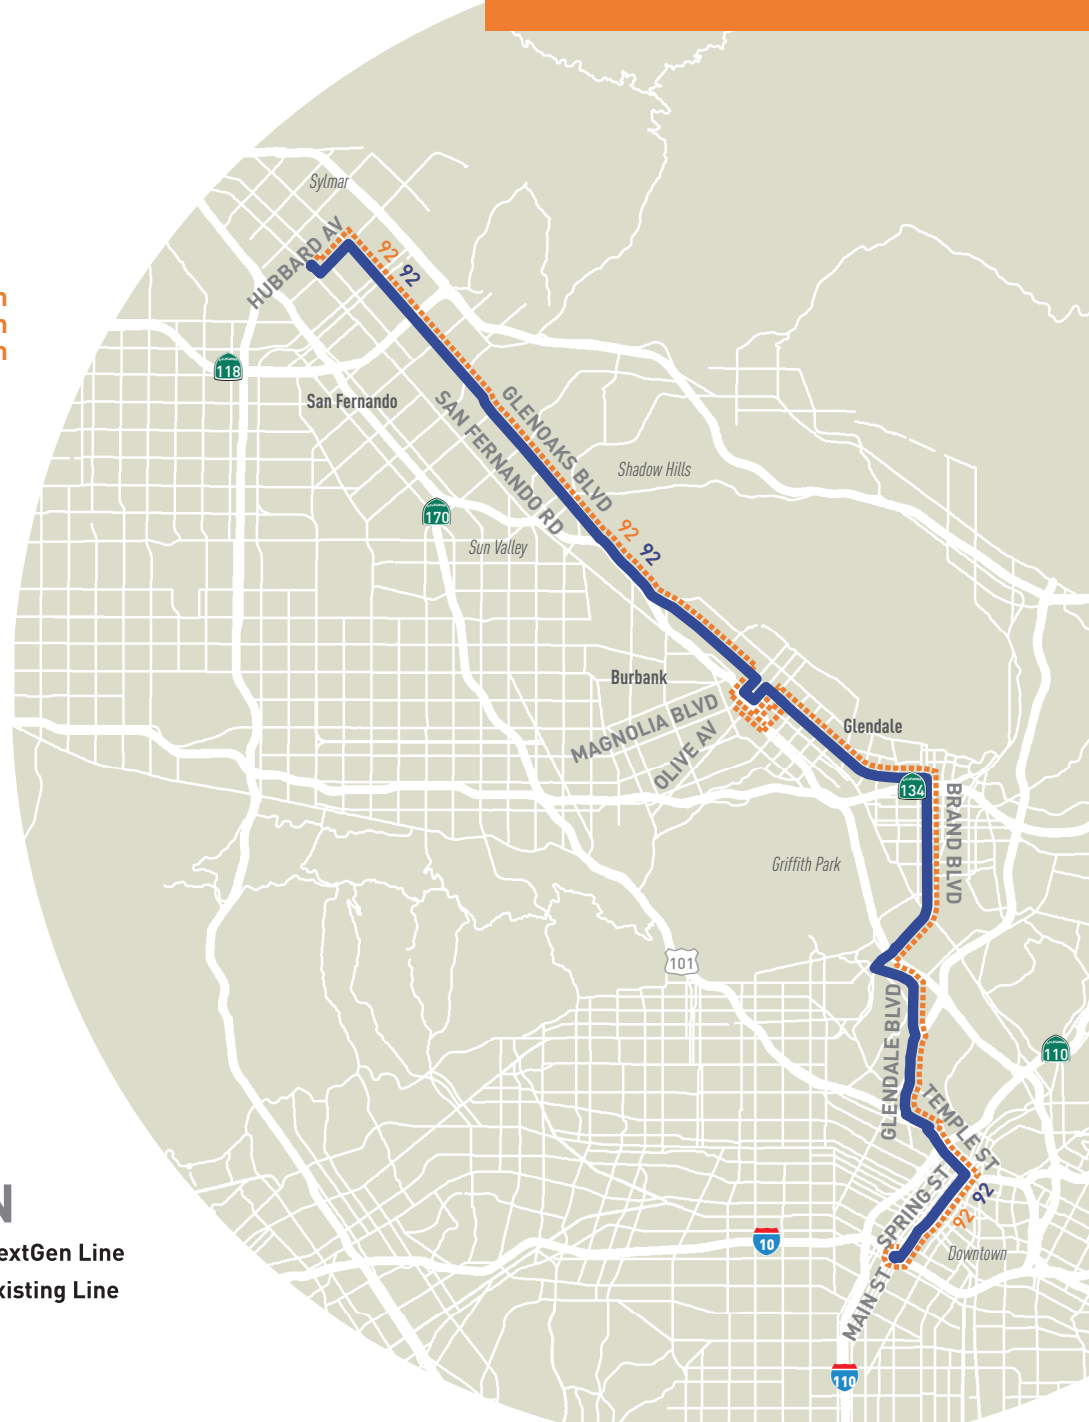 Sylmar
HUBBARD AV
92
92
n
n
n
118
San Fernando
SAN FERNANDO RD
GLENOAKS BLVD
Shadow Hills
170
Sun Valley
92
92
Burbank
MAGNOLIA BLVD
OLIVE AV
Glendale
134
BRAND BLVD
Griffith Park
101
GLENDALE BLVD
110
TEMPLE ST
SPRING ST
92
92
N
extGen Line
10
Downtown
xisting Line
MAIN ST
110